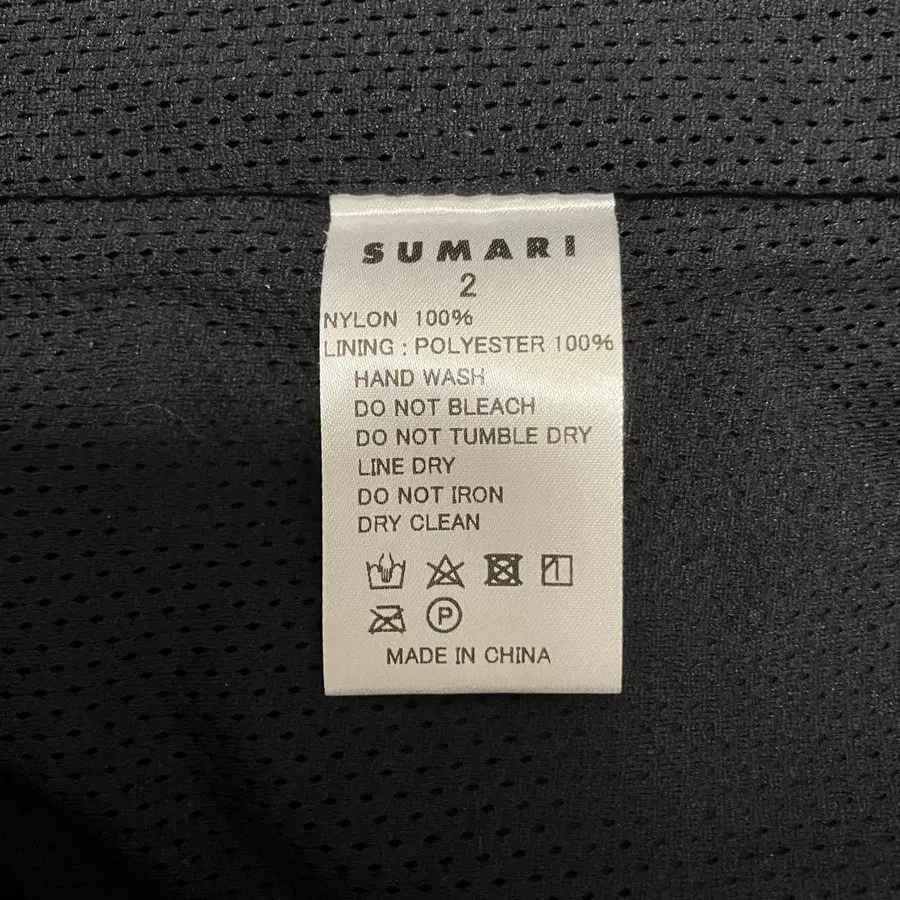 SUMARI
2
NYLON 100%
LINING : POLYESTER 100%
HAND WASH
DO NOT BLEACH
DO NOT TUMBLE DRY
LINE DRY
DO NOT IRON
DRY CLEAN
P
MADE IN CHINA